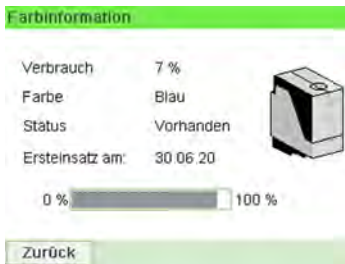 Farbinformation
Verbrauch 7 %
Farbe Blau
Status Vorhanden
Ersteinsatz am: 30 06 20
0 % 100 %
Zurück